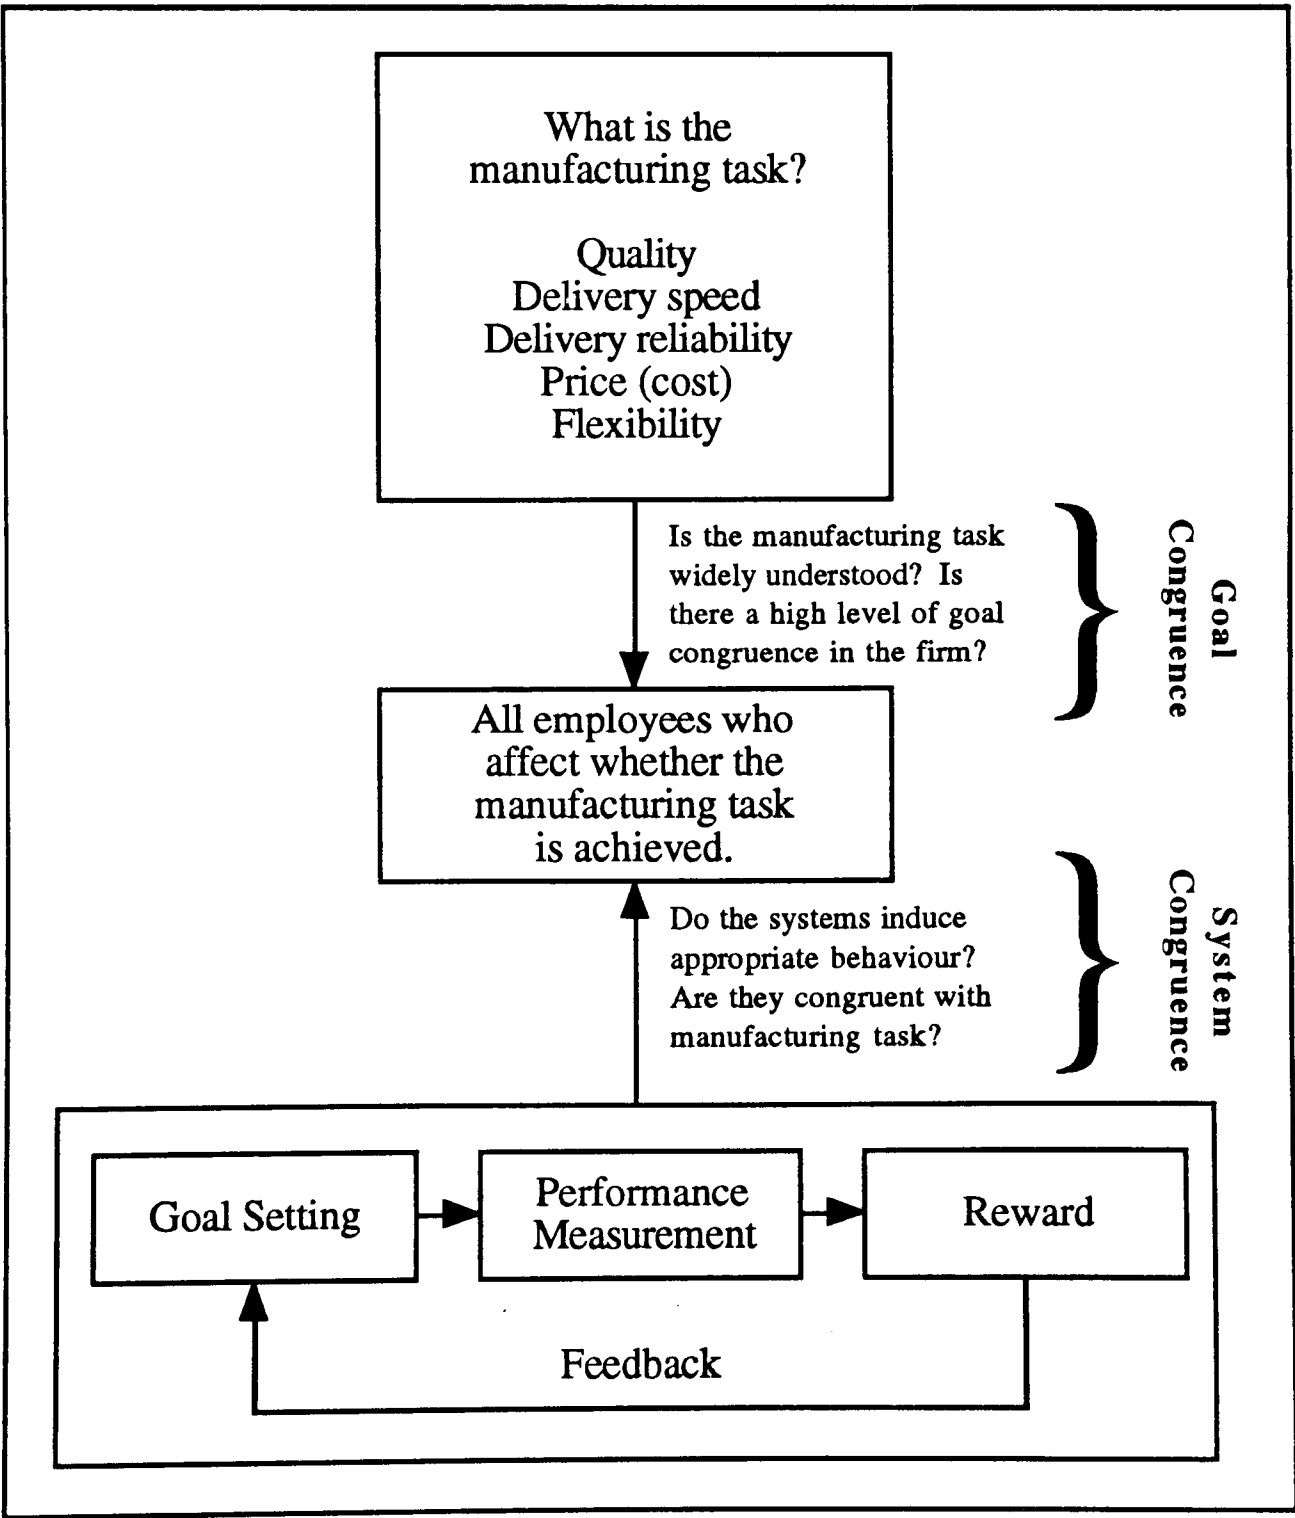 What is the
manufacturing task?
Quality
Delivery speed
Delivery reliability
Price (cost)
Flexibility
Is the manufacturing task
widely understood? Is
there a high level of goal
congruence in the firm?
Goal
Congruence
All employees who
affect whether the
manufacturing task
is achieved.
Do the systems induce
appropriate behaviour?
Are they congruent with
manufacturing task?
System
Congruence
Goal Setting
Performance
Measurement
Reward
Feedback